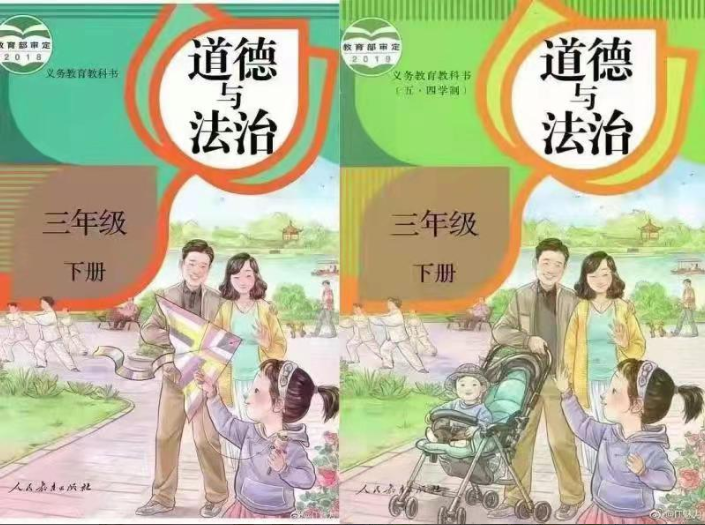 教育部审定
2018
义务教育教科书
道德
与
法治
三年级
下册
人民教育出版社
教育部审定
义务教育教科书
(五·四学制)
道德
与
法治
三年级
下册
人民教育出版社